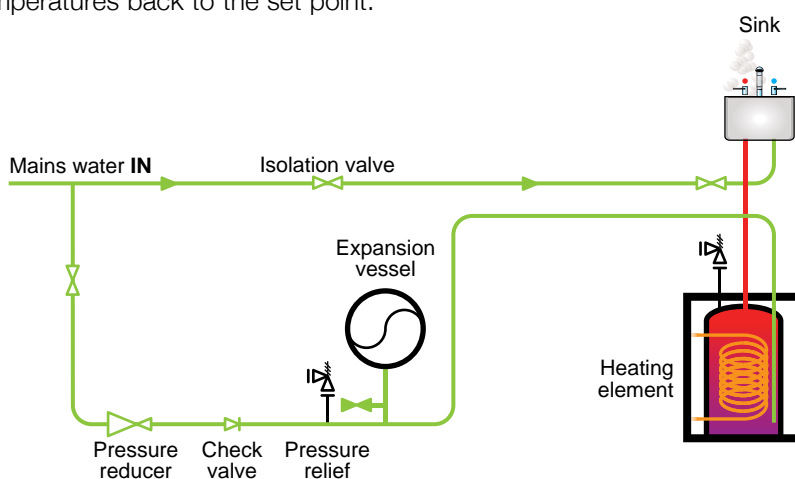 mperatures back to the set point.
Sink
Mains water IN
Isolation valve
Expansion
vessel
Heating
element
Pressure
reducer
Check
valve
Pressure
relief